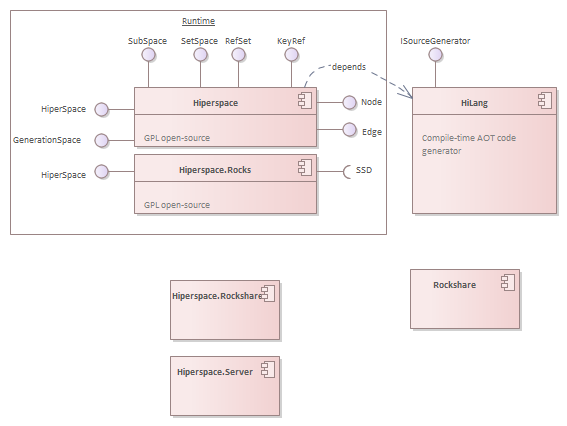 Runtime
SubSpace
SetSpace
RefSet
KeyRef
ISourceGenerator
depends
Hiperspace
HiLang
HiperSpace
Node
GenerationSpace
Edge
GPL open-source
Compile-time AOT code
generator
Hiperspace.Rocks
HiperSpace
SSD
GPL open-source
Hiperspace.Rockshare
Rockshare
Hiperspace.Server